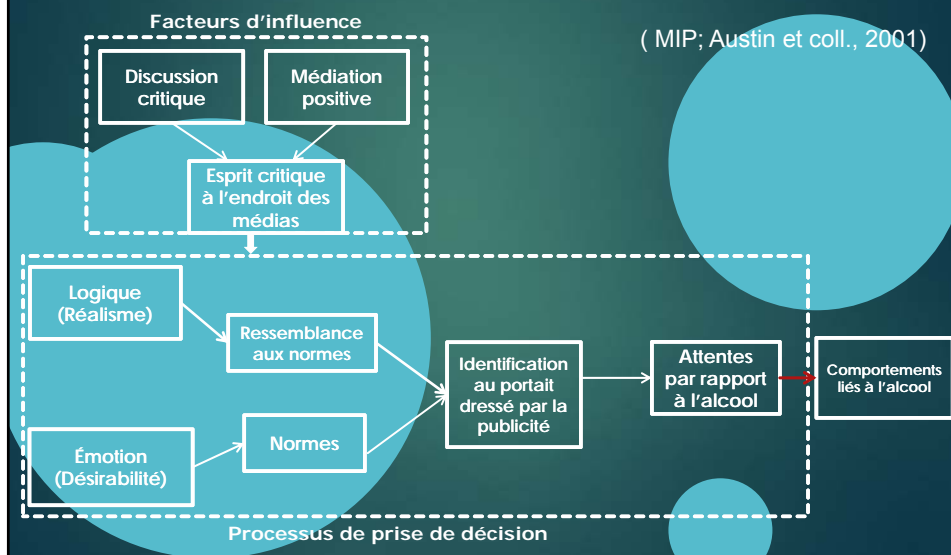 Facteurs d'influence
( MIP; Austin et coll., 2001)
Discussion
critique
Médiation
positive
Esprit critique
à l'endroit des
médias
Logique
(Réalisme)
Ressemblance
aux normes
Identification
au portait
dressé par la
publicité
Attentes
par rapport
à l'alcool
Comportements
liés à l'alcool
Émotion
(Désirabilité)
Normes
Processus de prise de décision